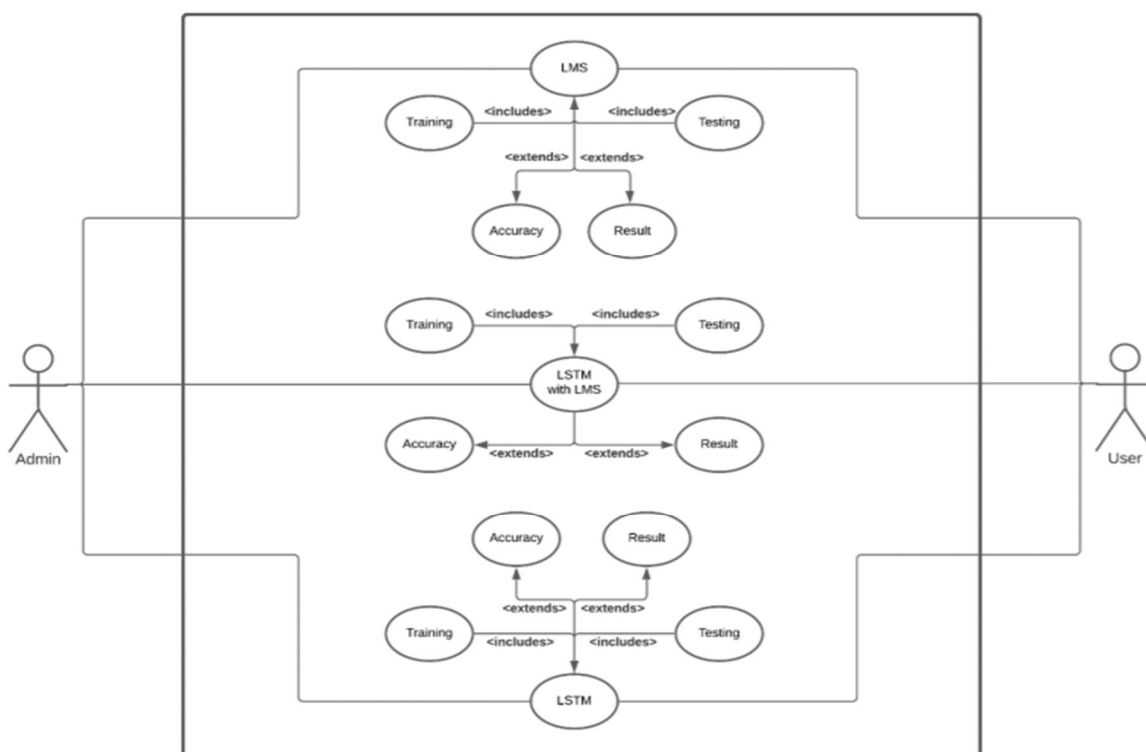 LMS
Training
<includes>
<includes>
Testing
<extends>
<extends>
Accuracy
Result
Training
<includes>
<includes>
Testing
LSTM
with LMS
Accuracy
<extends>
<extends>
Result
Admin
User
Accuracy
Result
<extends>
<extends>
Training
<includes>
<includes>
Testing
LSTM